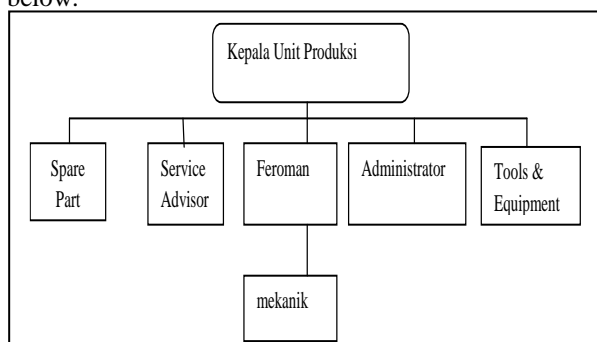 below.
Kepala Unit Produksi
Spare
Part
Service
Advisor
Feroman
Administrator
Tools &
Equipment
mekanik